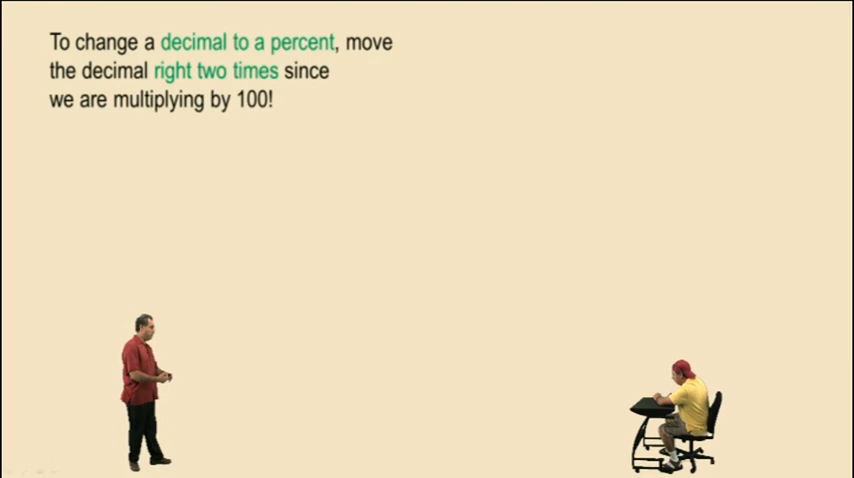 To change a decimal to a percent, move
the decimal right two times since
we are multiplying by 100!